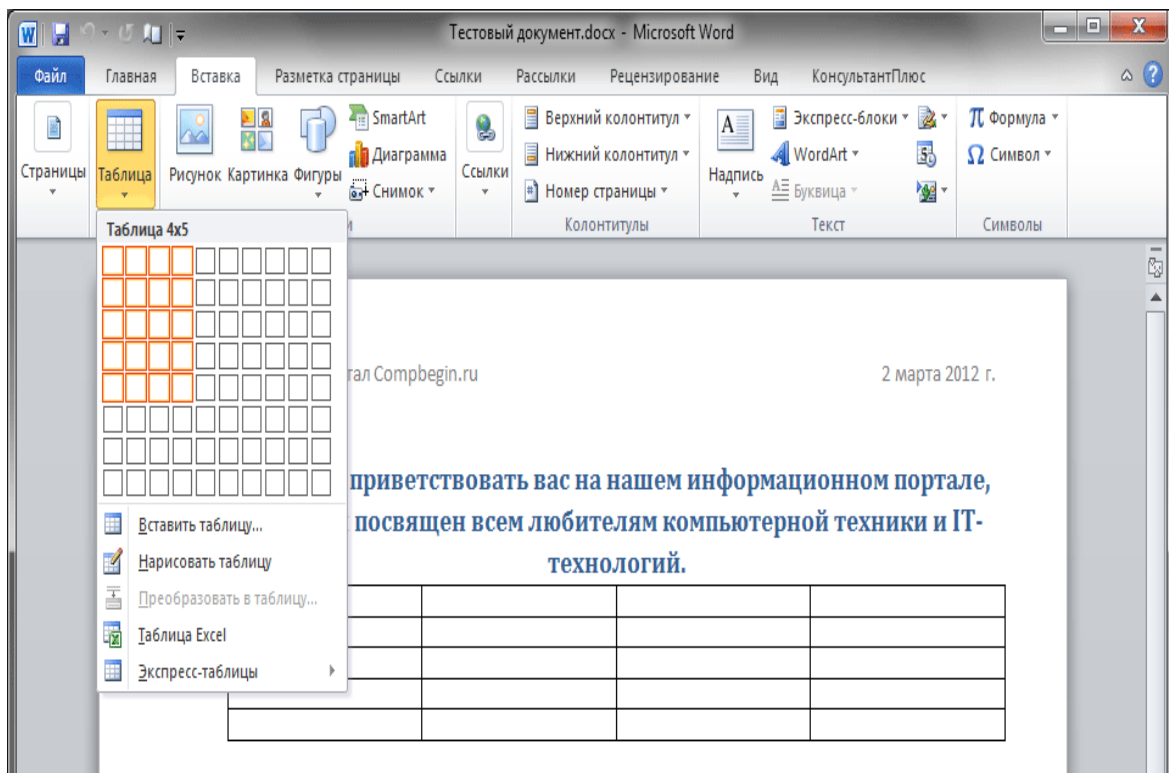 Тестовый документ.docx - Microsoft Word
Файл Главная Вставка Разметка страницы Ссылки Рассылки Рецензирование Вид КонсультантПлюс
Страницы
Таблица
Рисунок Картинка Фигуры
SmartArt
Диаграмма
Снимок
Ссылки
Верхний колонтитул
Нижний колонтитул
Номер страницы
Колонтитулы
Надпись
Экспресс-блоки
WordArt
Буквица
Текст
π Формула
Ω Символ
Символы
Таблица 4x5
Вставить таблицу...
Нарисовать таблицу
Преобразовать в таблицу...
Таблица Excel
Экспресс-таблицы
Compbegin.ru 2 марта 2012 г.
приветствовать вас на нашем информационном портале,
посвящен всем любителям компьютерной техники и IT-
технологий.